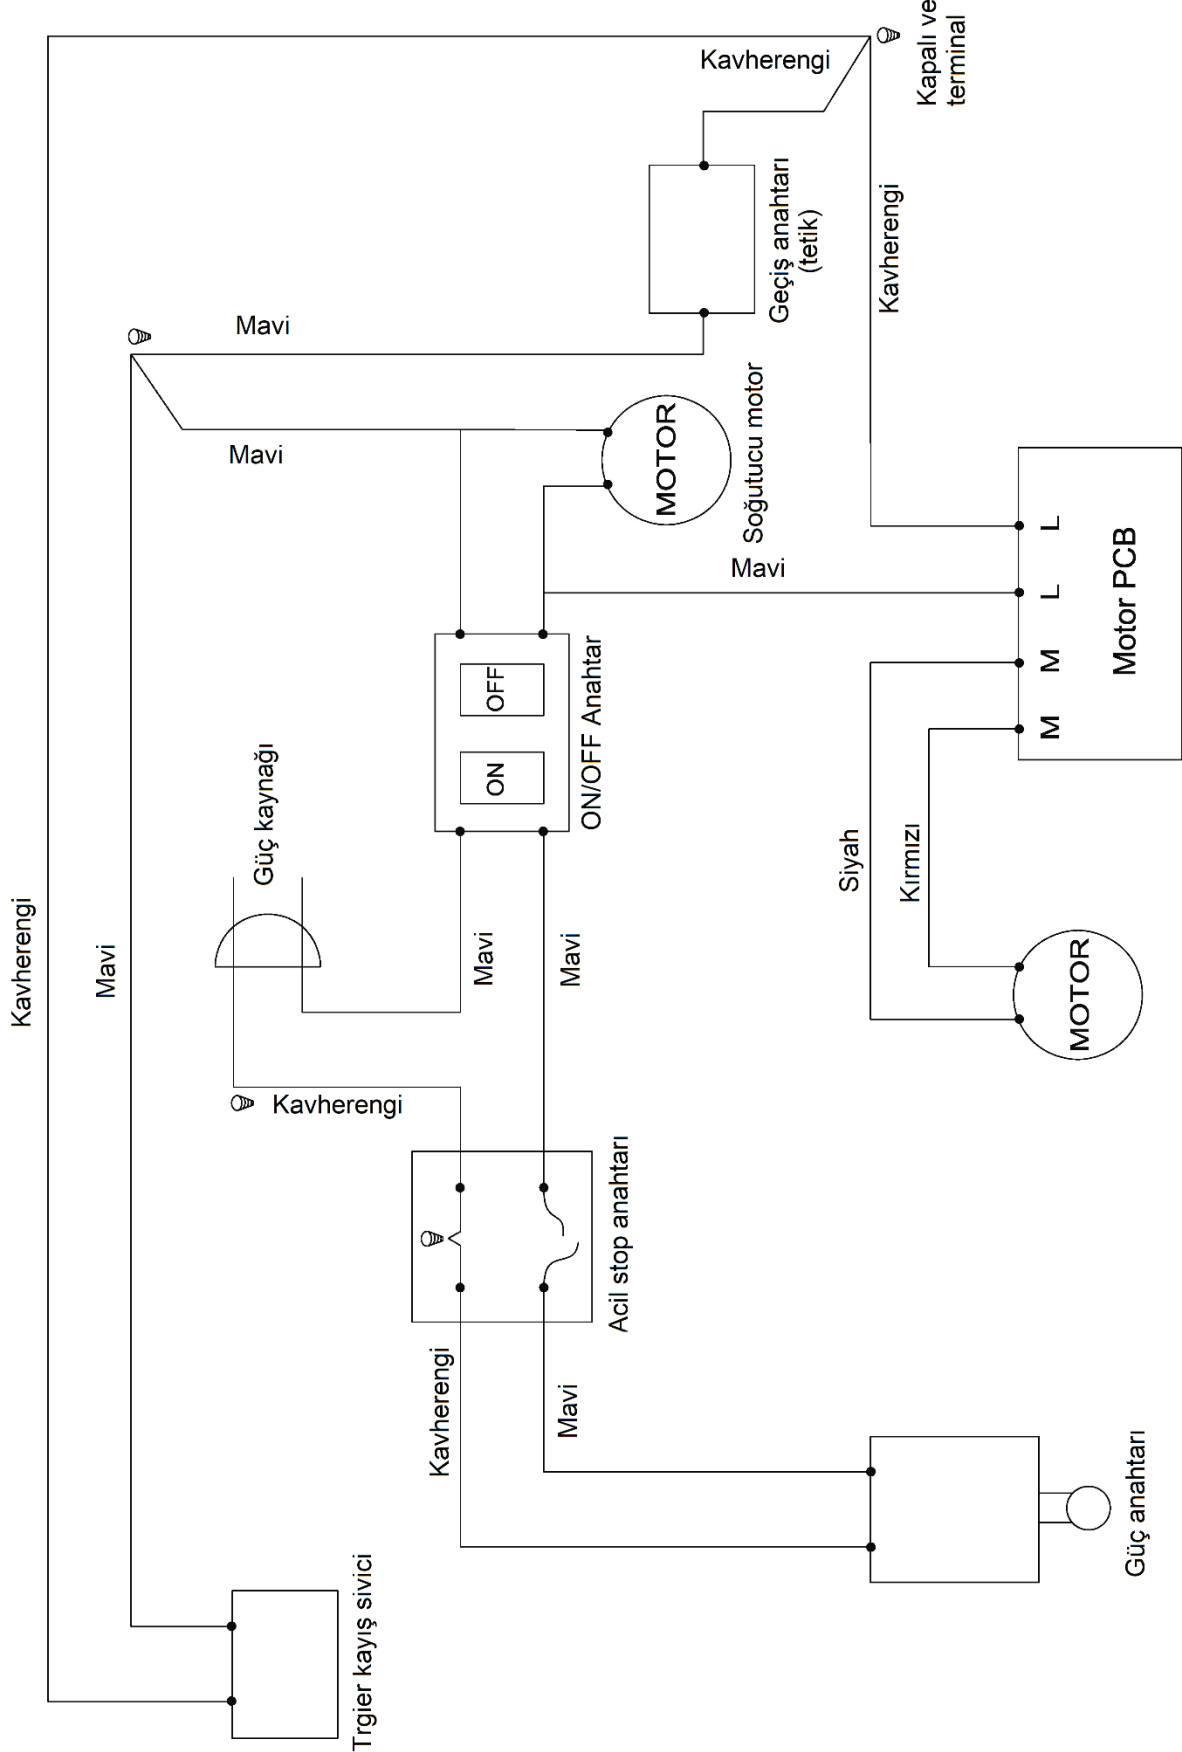 Kavherengi
Kapalı ve
terminal
Kavherengi
Geçiş anahtarı
(tetik)
Mavi
Mavi
MOTOR
Soğutucu motor
Mavi
L
L
M
M
Motor PCB
OFF
ON
ON/OFF Anahtar
Güç kaynağı
Kavherengi
Mavi
Mavi
Mavi
Siyah
Kırmızı
MOTOR
Kavherengi
Acil stop anahtarı
Kavherengi
Mavi
Güç anahtarı
Trgier kayış sivici